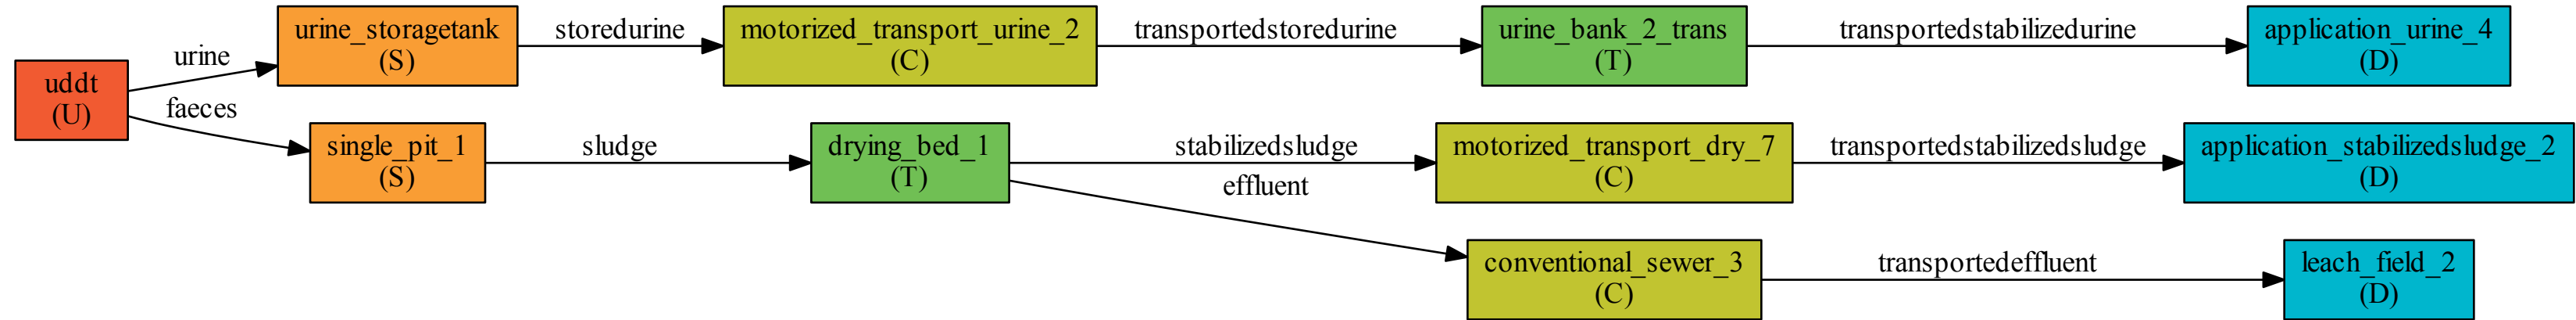 uddt
(U)
urine
faeces
urine_storagetank
(S)
storedurine
motorized_transport_urine_2
(C)
transportedstoredurine
urine_bank_2_trans
(T)
transportedstabilizedurine
application_urine_4
(D)
single_pit_1
(S)
sludge
drying_bed_1
(T)
stabilizedsludge
effluent
motorized_transport_dry_7
(C)
transportedstabilizedsludge
application_stabilizedsludge_2
(D)
conventional_sewer_3
(C)
transportedeffluent
leach_field_2
(D)